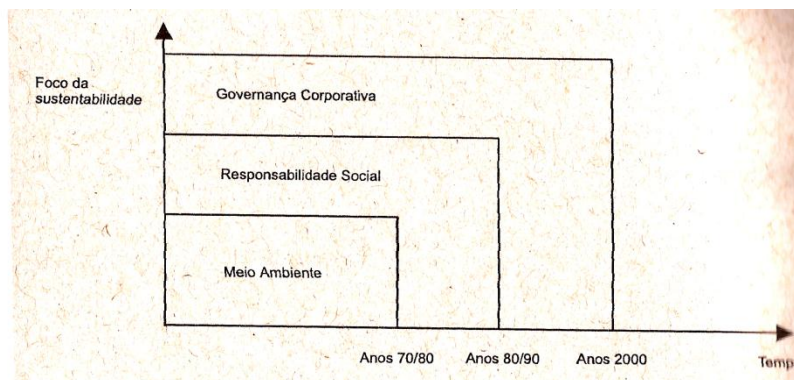 Foco da
sustentabilidade
Governança Corporativa
Responsabilidade Social
Meio Ambiente
Anos 70/80
Anos 80/90
Anos 2000
Temp